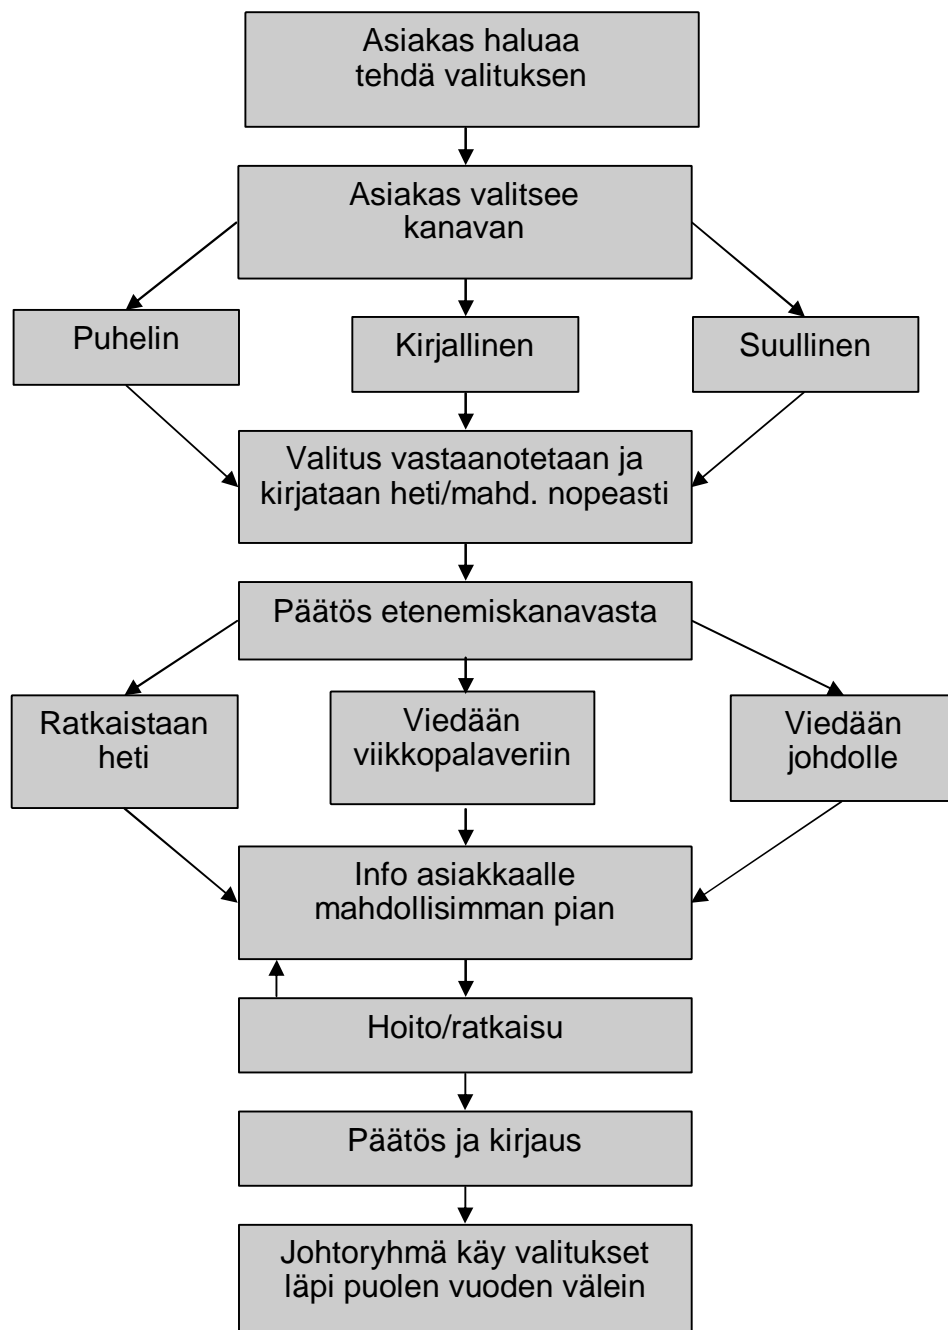 Asiakas haluaa
tehdä valituksen
Asiakas valitsee
kanavan
Puhelin
Kirjallinen
Suullinen
Valitus vastaanotetaan ja
kirjataan heti/mahd. nopeasti
Päätös etenemiskanavasta
Ratkaistaan
heti
Viedään
viikkopalaveriin
Viedään
johdolle
Info asiakkaalle
mahdollisimman pian
Hoito/ratkaisu
Päätös ja kirjaus
Johtoryhmä käy valitukset
läpi puolen vuoden välein